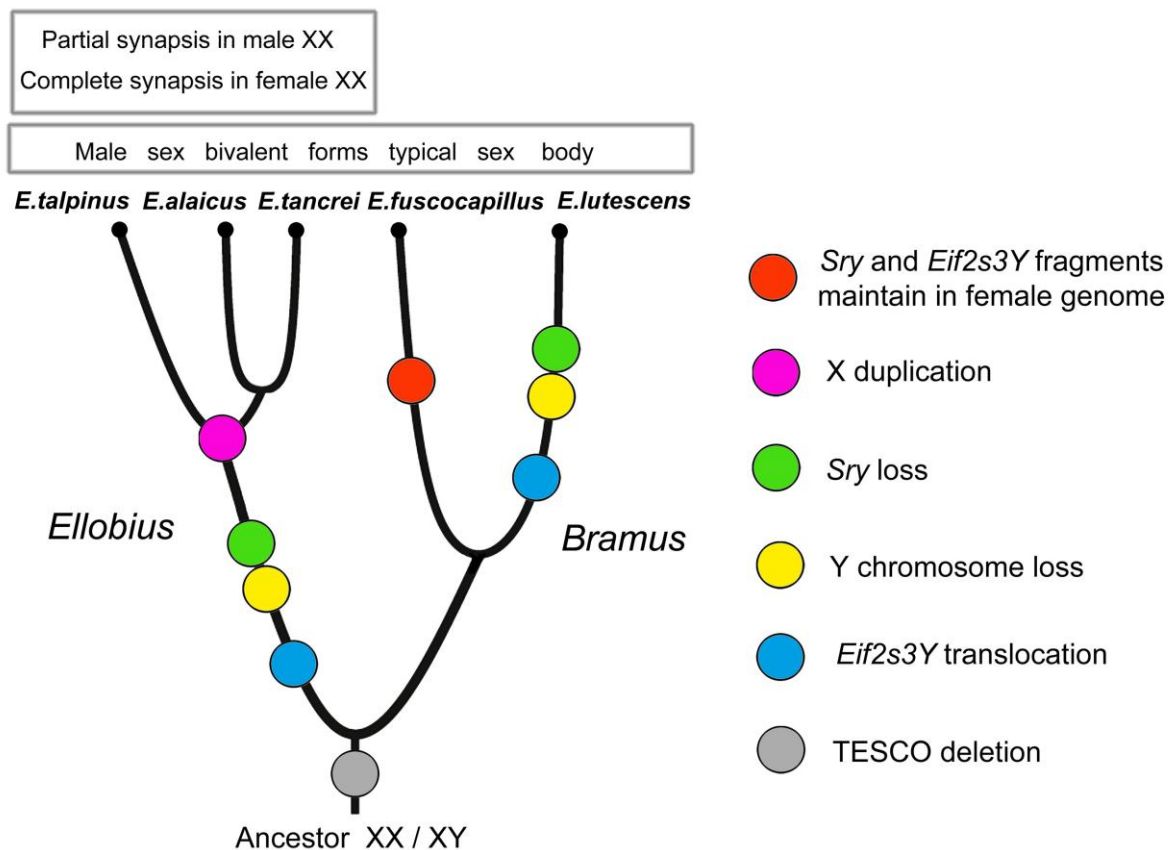 Partial synapsis in male XX
Complete synapsis in female XX
Male sex bivalent forms typical sex body
E.talpinus E.alaicus E.tancrei E.fuscocapillus E.lutescens
Sry and Eif2s3Y fragments
maintain in female genome
X duplication
Sry loss
Ellobius
Bramus
Y chromosome loss
Eif2s3Y translocation
TESCO deletion
Ancestor XX / XY